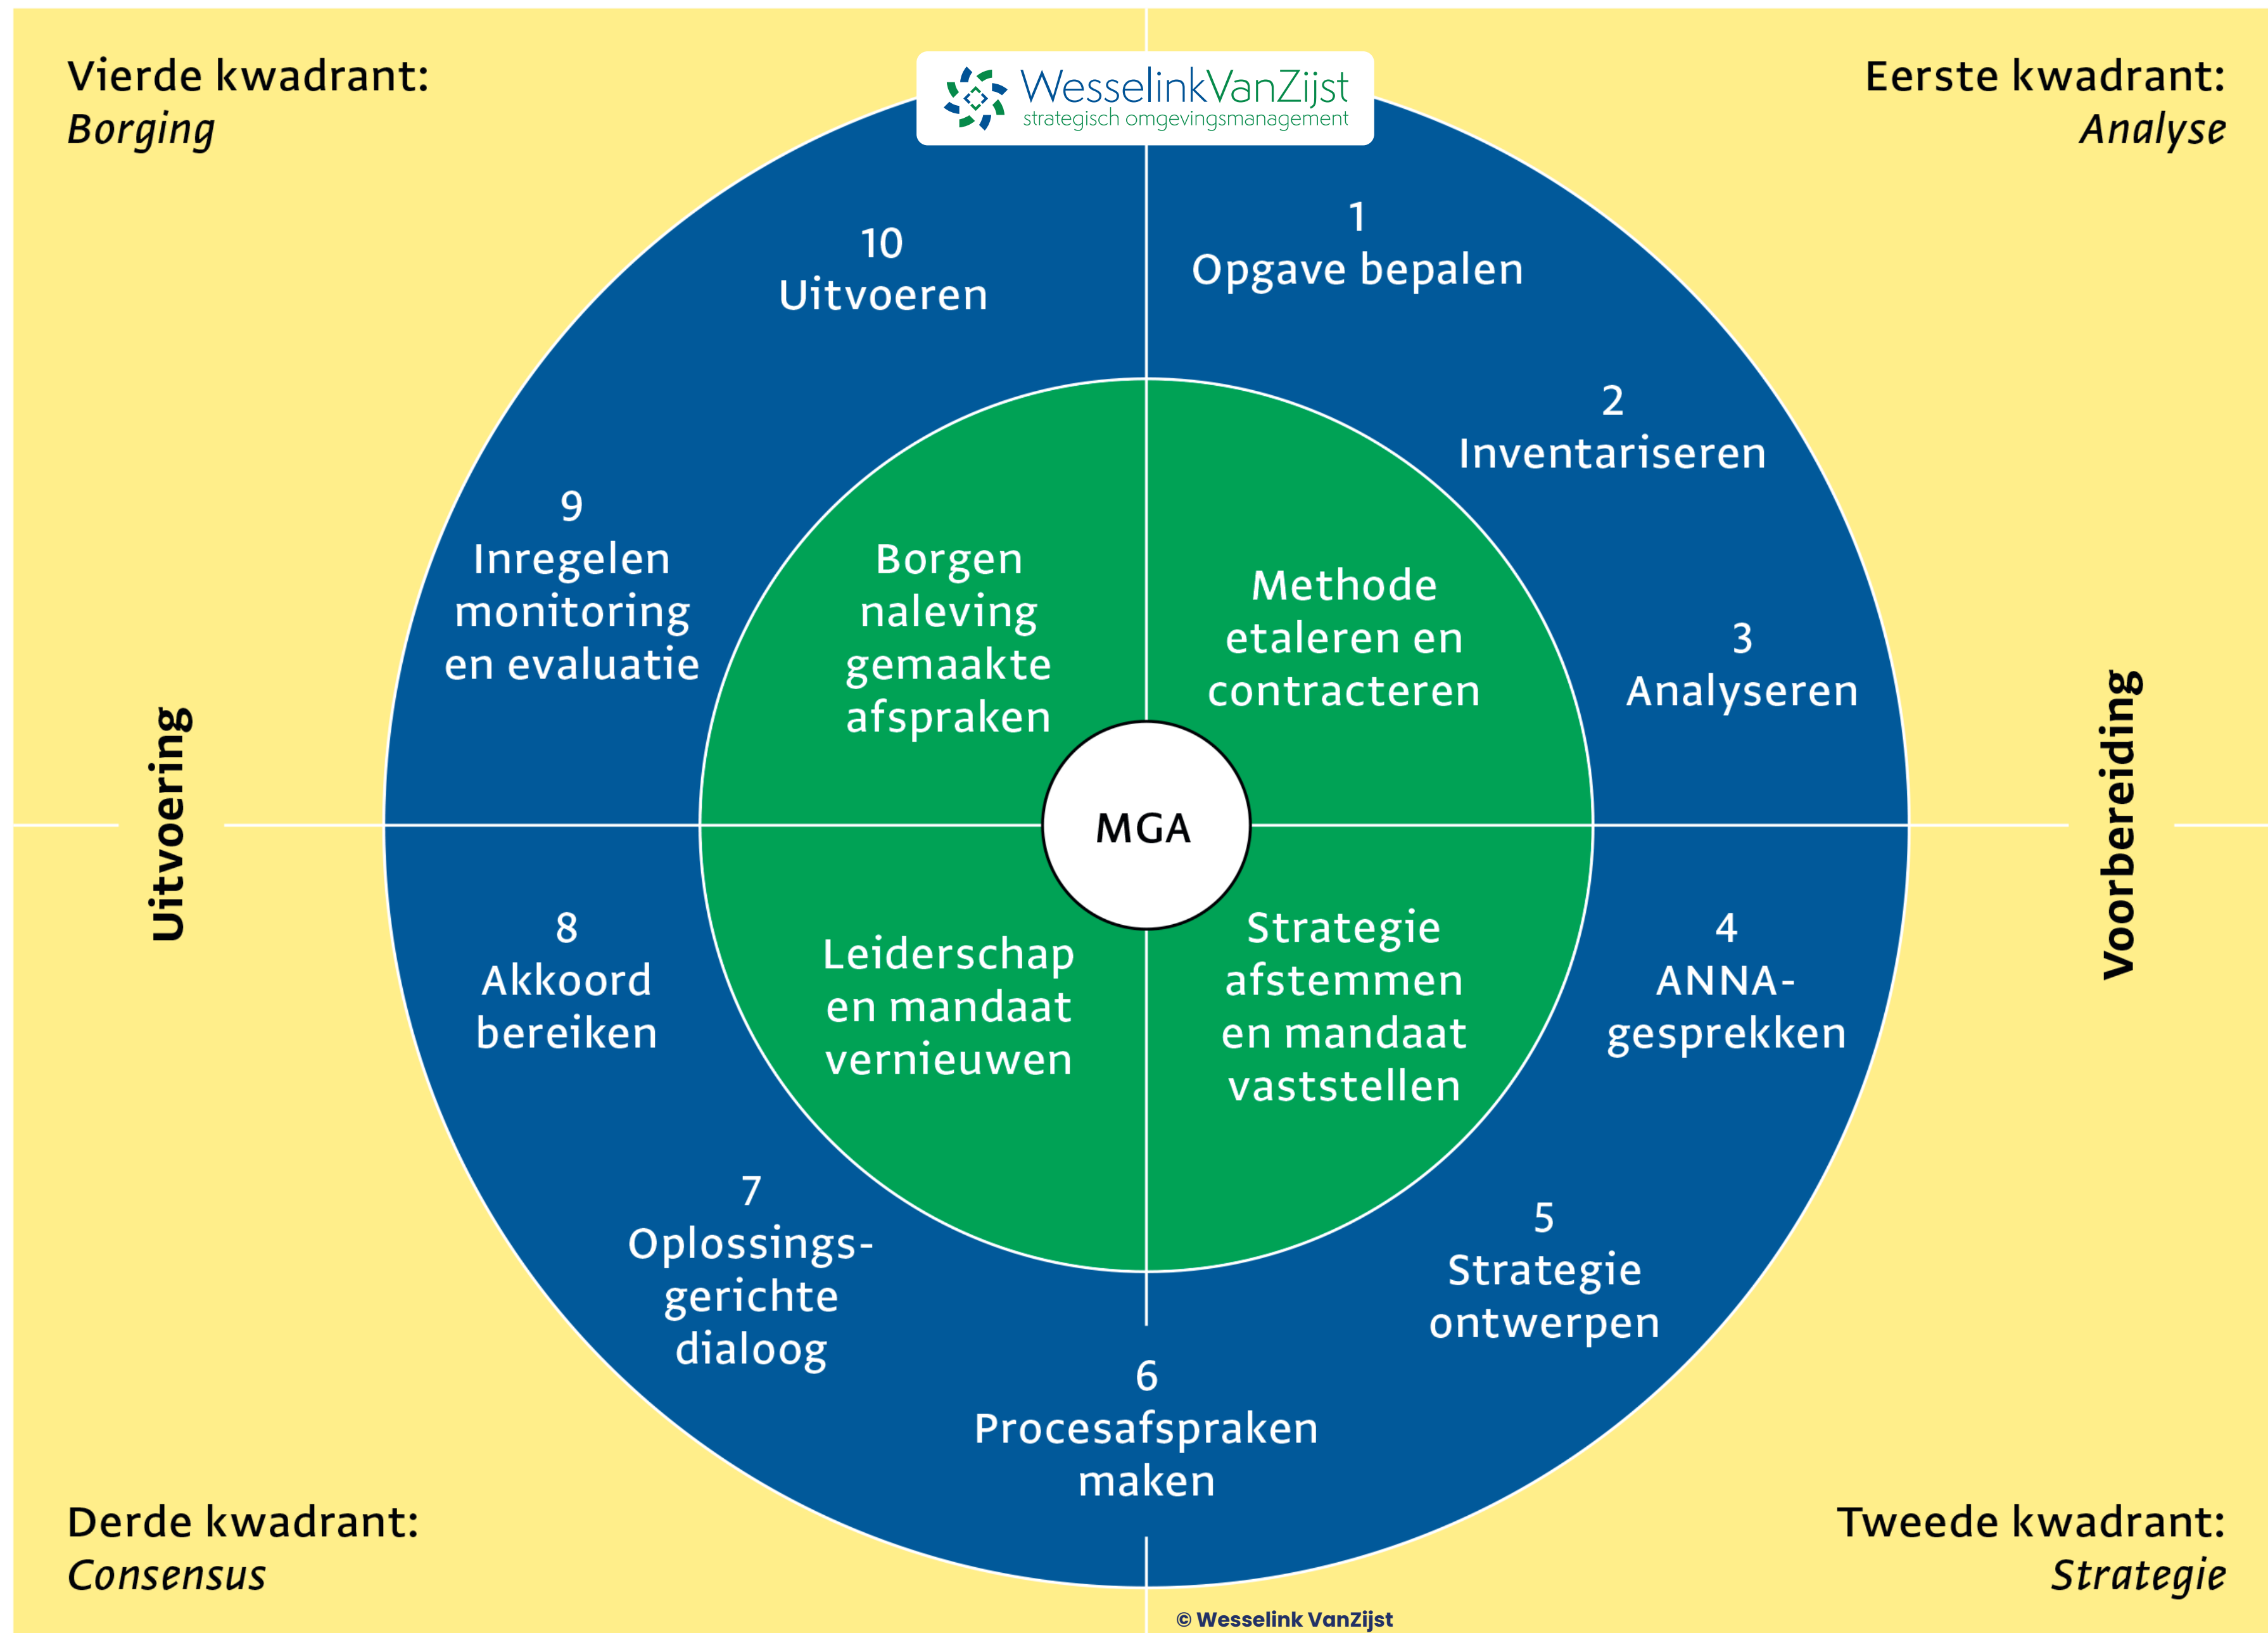 Vierde kwadrant:
Borging
WesselinkVanZijst
strategisch omgevingsmanagement
Eerste kwadrant:
Analyse
1
Opgave bepalen
2
Inventariseren
3
Analyseren
4
ANNA-
gesprekken
5
Strategie
ontwerpen
6
Procesafspraken
maken
7
Oplossings-
gerichte
dialoog
8
Akkoord
bereiken
9
Inregelen
monitoring
en evaluatie
10
Uitvoeren
Methode
etaleren en
contracteren
Strategie
afstemmen
en mandaat
vaststellen
Leiderschap
en mandaat
vernieuwen
Borgen
naleving
gemaakte
afspraken
MGA
Uitvoering
Voorbereiding
Derde kwadrant:
Consensus
Tweede kwadrant:
Strategie
© Wesselink VanZijst